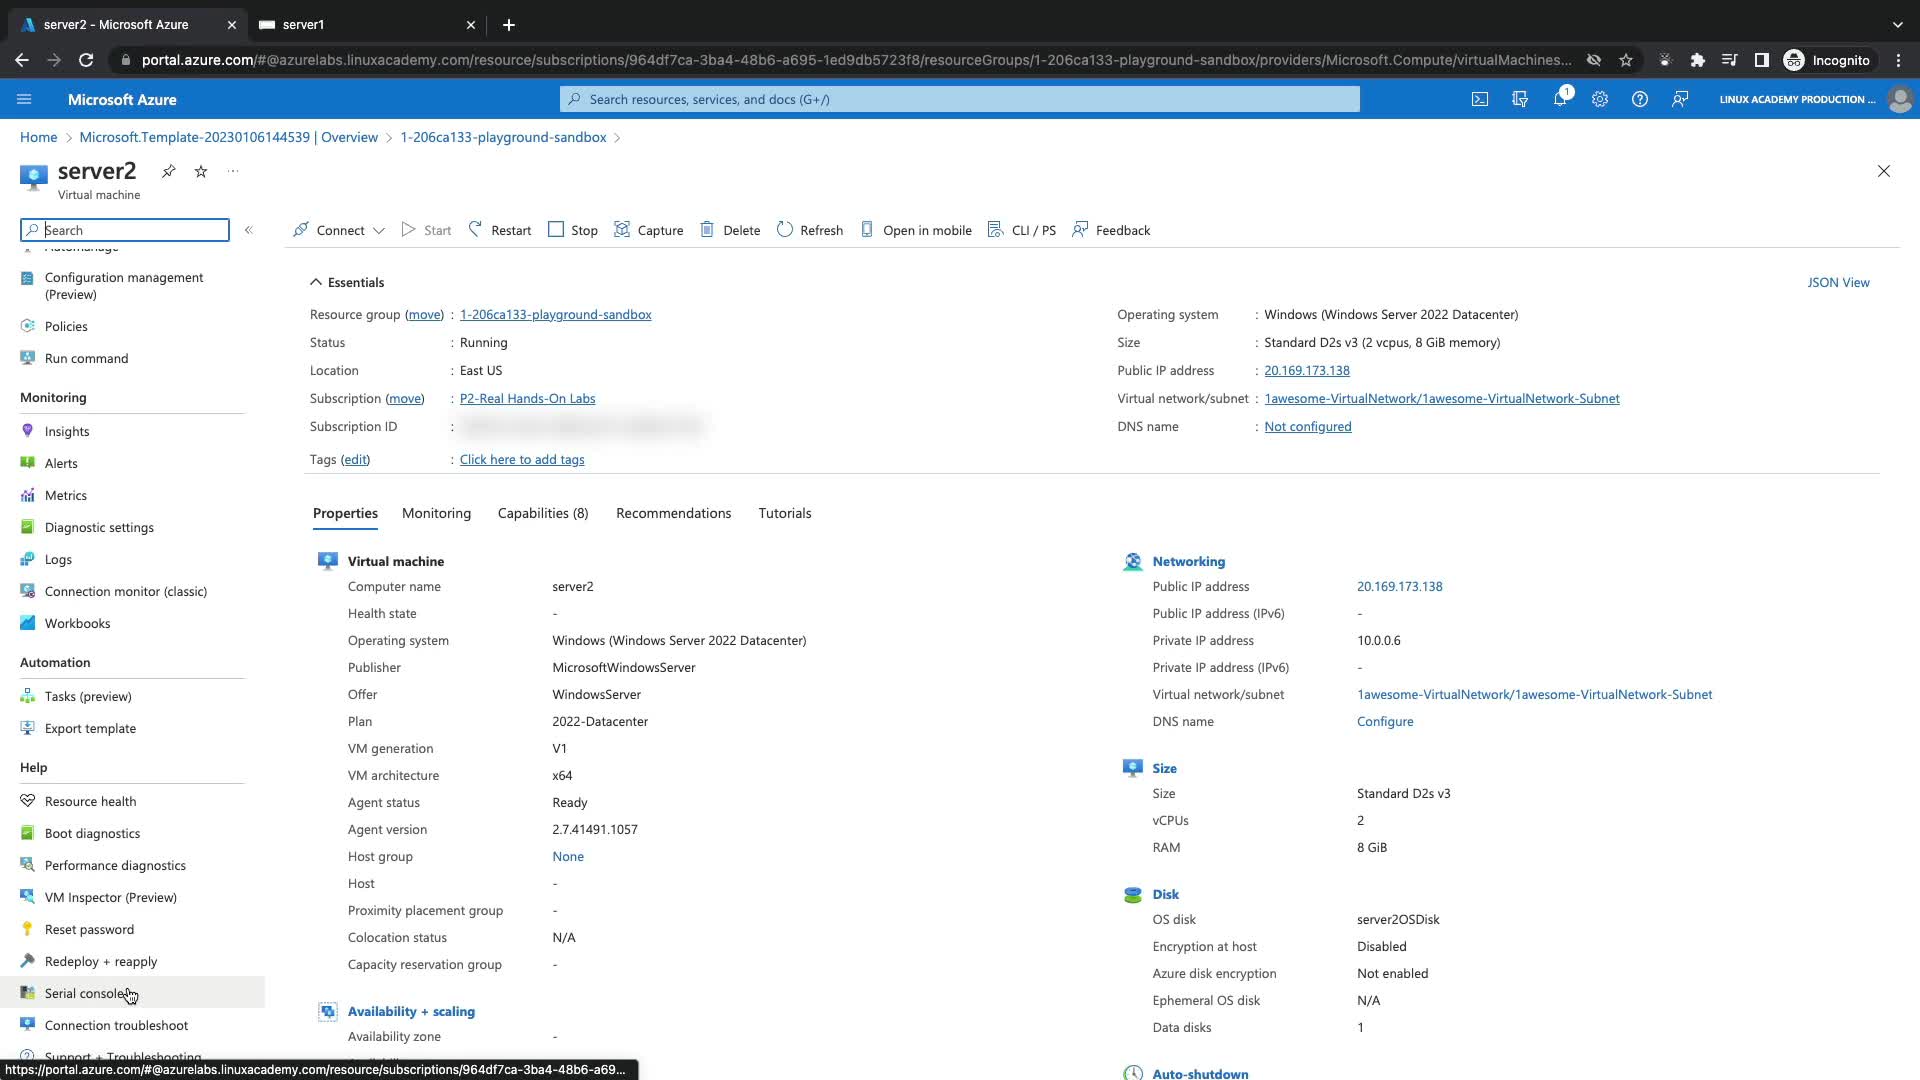 server2 - Microsoft Azure
server1
portal.azure.com/#@azurelabs.linuxacademy.com/resource/subscriptions/964df7ca-3ba4-48b6-a695-1ed9db5723f8/resourceGroups/1-206ca133-playground-sandbox/providers/Microsoft.Compute/virtualMachines...
Incognito
Microsoft Azure
Search resources, services, and docs (G+/)
1
LINUX ACADEMY PRODUCTION ...
Home > Microsoft.Template-20230106144539 | Overview > 1-206ca133-playground-sandbox >
server2
Virtual machine
Search
Connect
Start
Restart
Stop
Capture
Delete
Refresh
Open in mobile
CLI / PS
Feedback
Automanage
Configuration management
(Preview)
Policies
Run command
Monitoring
Insights
Alerts
Metrics
Diagnostic settings
Logs
Connection monitor (classic)
Workbooks
Automation
Tasks (preview)
Export template
Help
Resource health
Boot diagnostics
Performance diagnostics
VM Inspector (Preview)
Reset password
Redeploy + reapply
Serial console
Connection troubleshoot
Support + Troubleshooting
Essentials
JSON View
Resource group (move) : 1-206ca133-playground-sandbox
Status : Running
Location : East US
Subscription (move) : P2-Real Hands-On Labs
Subscription ID :
Tags (edit) : Click here to add tags
Operating system : Windows (Windows Server 2022 Datacenter)
Size : Standard D2s v3 (2 vcpus, 8 GiB memory)
Public IP address : 20.169.173.138
Virtual network/subnet : 1awesome-VirtualNetwork/1awesome-VirtualNetwork-Subnet
DNS name : Not configured
Properties
Monitoring
Capabilities (8)
Recommendations
Tutorials
Virtual machine
Computer name server2
Health state -
Operating system Windows (Windows Server 2022 Datacenter)
Publisher MicrosoftWindowsServer
Offer WindowsServer
Plan 2022-Datacenter
VM generation V1
VM architecture x64
Agent status Ready
Agent version 2.7.41491.1057
Host group None
Host -
Proximity placement group -
Colocation status N/A
Capacity reservation group -
Availability + scaling
Availability zone -
Networking
Public IP address 20.169.173.138
Public IP address (IPv6) -
Private IP address 10.0.0.6
Private IP address (IPv6) -
Virtual network/subnet 1awesome-VirtualNetwork/1awesome-VirtualNetwork-Subnet
DNS name Configure
Size
Size Standard D2s v3
vCPUs 2
RAM 8 GiB
Disk
OS disk server2OSDisk
Encryption at host Disabled
Azure disk encryption Not enabled
Ephemeral OS disk N/A
Data disks 1
Auto-shutdown
https://portal.azure.com/#@azurelabs.linuxacademy.com/resource/subscriptions/964df7ca-3ba4-48b6-a69...